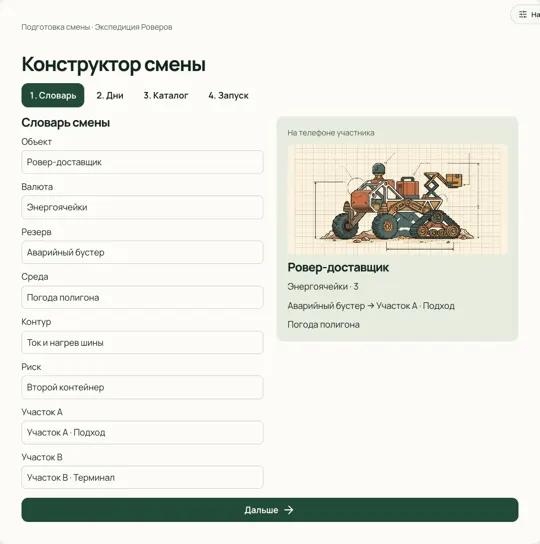 Подготовка смены · Экспедиция Роверов
На
Конструктор смены
1. Словарь
2. Дни
3. Каталог
4. Запуск
Словарь смены
Объект
Ровер-доставщик
Валюта
Энергоячейки
Резерв
Аварийный бустер
Среда
Погода полигона
Контур
Ток и нагрев шины
Риск
Второй контейнер
Участок A
Участок A · Подход
Участок B
Участок B · Терминал
На телефоне участника
Ровер-доставщик
Энергоячейки · 3
Аварийный бустер → Участок A · Подход
Погода полигона
Дальше →